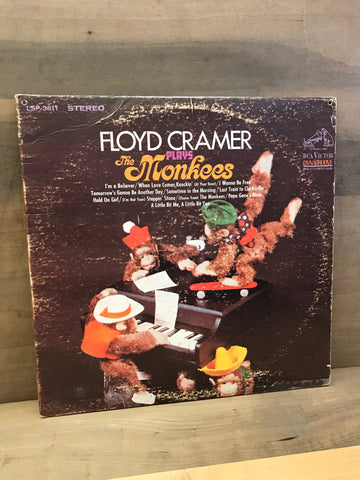 LSP-3811 STEREO
FLOYD CRAMER
PLAYS
The Monkees
RCA VICTOR
DYNAGROOVE
I'm a Believer/When Love Comes Knockin' (At Your Door)/I Wanna Be Free
Tomorrow's Gonna Be Another Day/Sometime in the Morning/Last Train to Clarksville
Hold On Girl/(I'm Not Your) Steppin' Stone/(Theme from) The Monkees/Papa Gene's Blues
A Little Bit Me, A Little Bit You